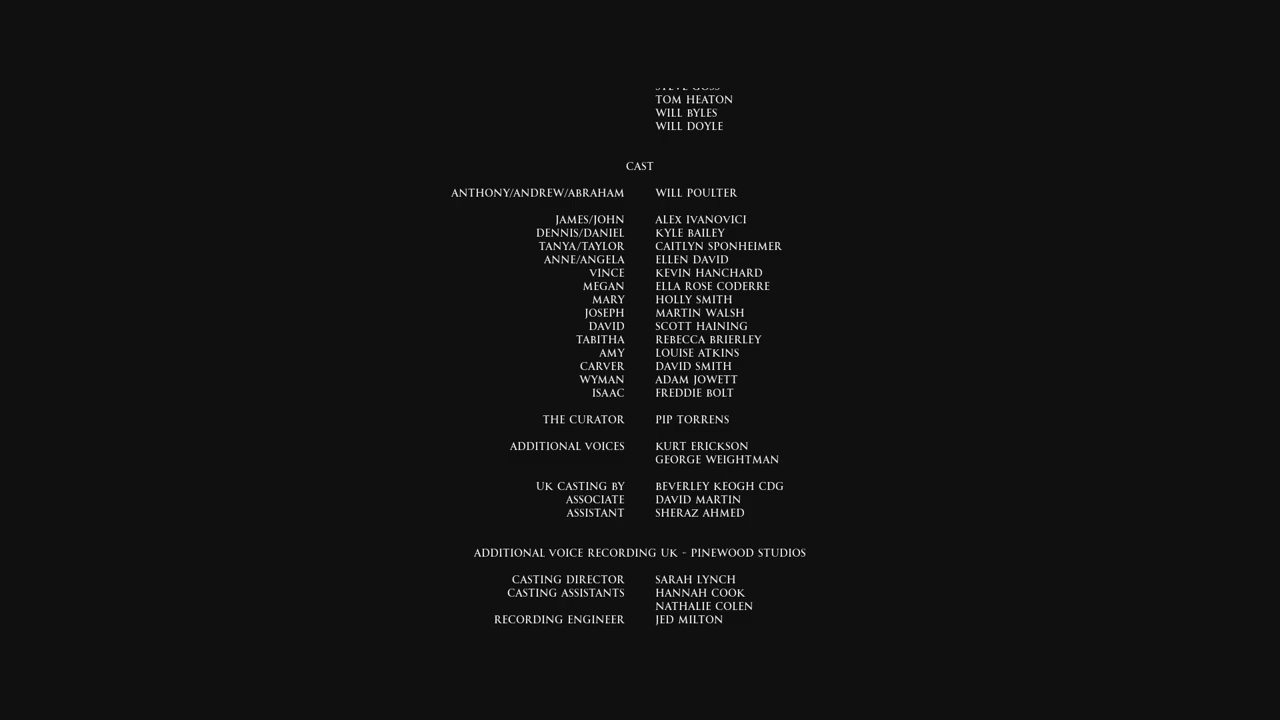 TOM HEATON
WILL BYLES
WILL DOYLE
CAST
ANTHONY/ANDREW/ABRAHAM WILL POULTER
JAMES/JOHN ALEX IVANOVICI
DENNIS/DANIEL KYLE BAILEY
TANYA/TAYLOR CAITLYN SPONHEIMER
ANNE/ANGELA ELLEN DAVID
VINCE KEVIN HANCHARD
MEGAN ELLA ROSE CODERRE
MARY HOLLY SMITH
JOSEPH MARTIN WALSH
DAVID SCOTT HAINING
TABITHA REBECCA BRIERLEY
AMY LOUISE ATKINS
CARVER DAVID SMITH
WYMAN ADAM JOWETT
ISAAC FREDDIE BOLT
THE CURATOR PIP TORRENS
ADDITIONAL VOICES KURT ERICKSON
GEORGE WEIGHTMAN
UK CASTING BY BEVERLEY KEOGH CDG
ASSOCIATE DAVID MARTIN
ASSISTANT SHERAZ AHMED
ADDITIONAL VOICE RECORDING UK - PINEWOOD STUDIOS
CASTING DIRECTOR SARAH LYNCH
CASTING ASSISTANTS HANNAH COOK
NATHALIE COLEN
RECORDING ENGINEER JED MILTON